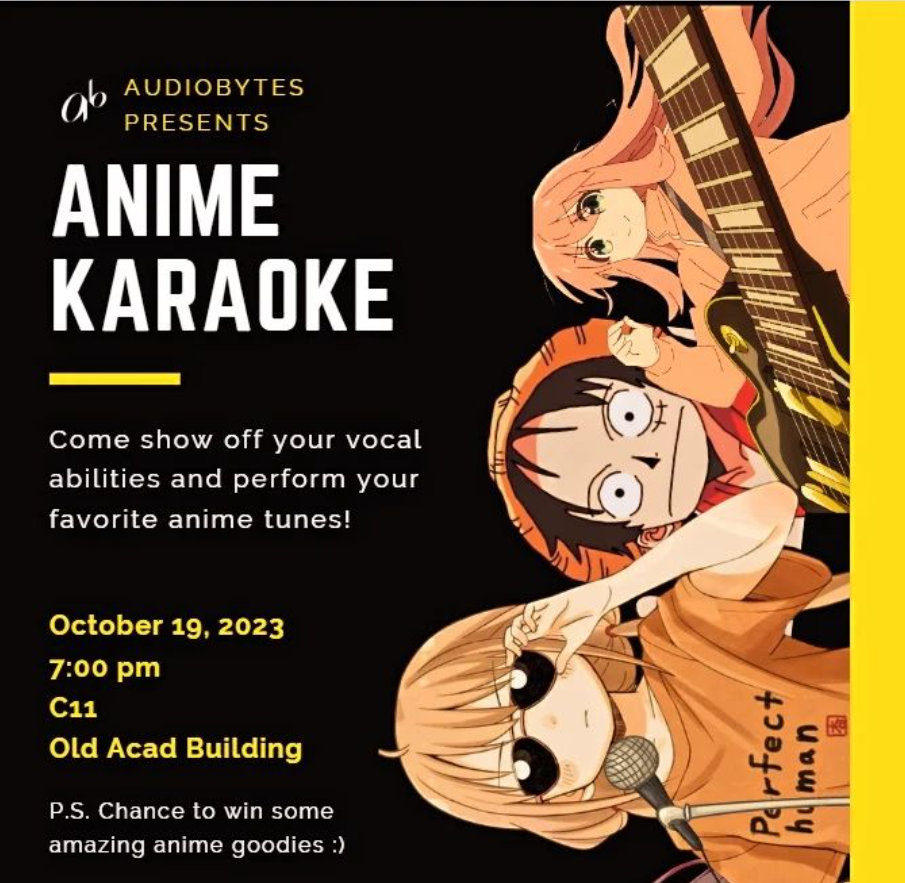 ab
AUDIOBYTES
PRESENTS
ANIME
KARAOKE
Come show off your vocal
abilities and perform your
favorite anime tunes!
October 19, 2023
7:00 pm
C11
Old Acad Building
P.S. Chance to win some
amazing anime goodies :)
Perfect
human